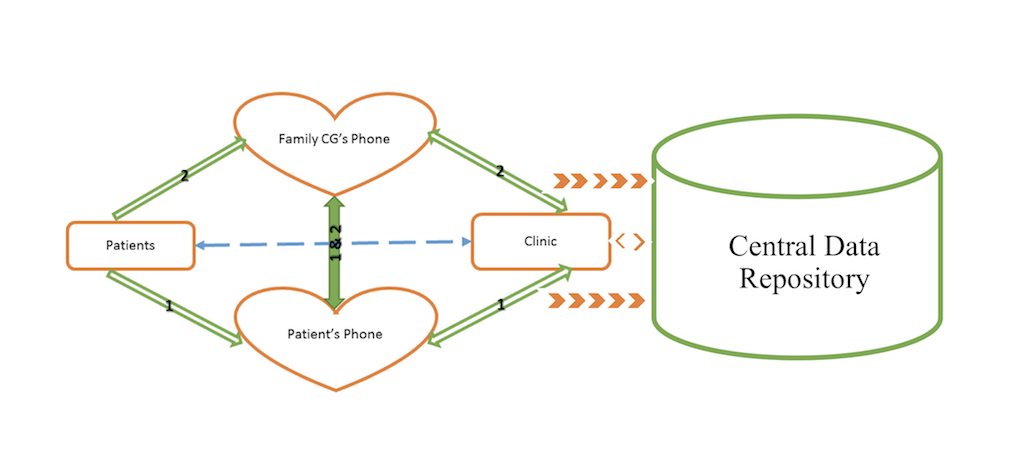 Family CG's Phone
2
2
Patients
1 & 2
Clinic
Central Data
Repository
1
1
Patient's Phone